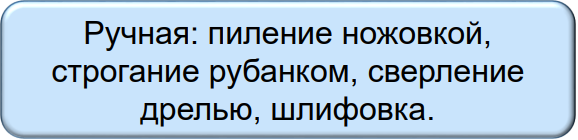 Ручная: пиление ножовкой,
строгание рубанком, сверление
дрелью, шлифовка.